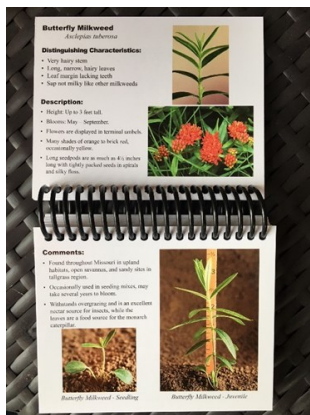 Butterfly Milkweed
Asclepias tuberosa
Distinguishing Characteristics:
• Very hairy stem
• Long, narrow, hairy leaves
• Leaf margin lacking teeth
• Sap not milky like other milkweeds
Description:
• Height: Up to 3 feet tall.
• Blooms: May - September.
• Flowers are displayed in terminal umbels.
• Many shades of orange to brick red,
occasionally yellow.
• Long seedpods are as much as 4½ inches
long with tightly packed seeds in spirals
and silky floss.
Comments:
• Found throughout Missouri in upland
habitats, open savannas, and sandy sites in
tallgrass region.
• Occasionally used in seeding mixes, may
take several years to bloom.
• Withstands overgrazing and is an excellent
nectar source for insects, while the
leaves are a food source for the monarch
caterpillar.
Butterfly Milkweed - Seedling
Butterfly Milkweed - Juvenile